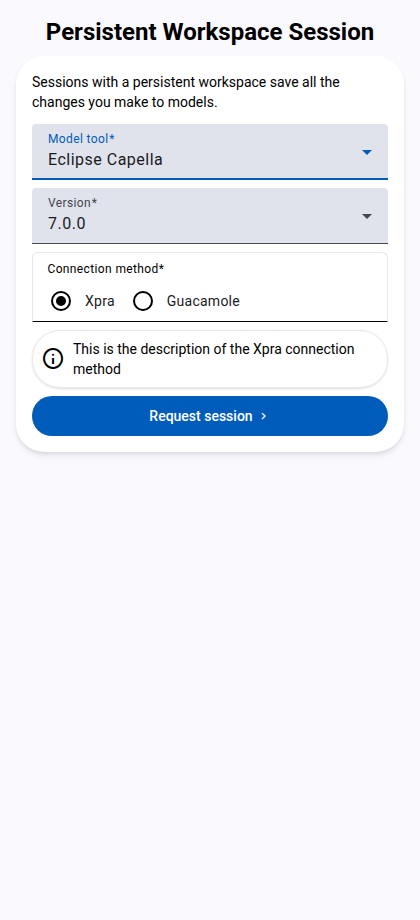 Persistent Workspace Session
Sessions with a persistent workspace save all the
changes you make to models.
Model tool*
Eclipse Capella
Version*
7.0.0
Connection method*
Xpra
Guacamole
This is the description of the Xpra connection
method
Request session